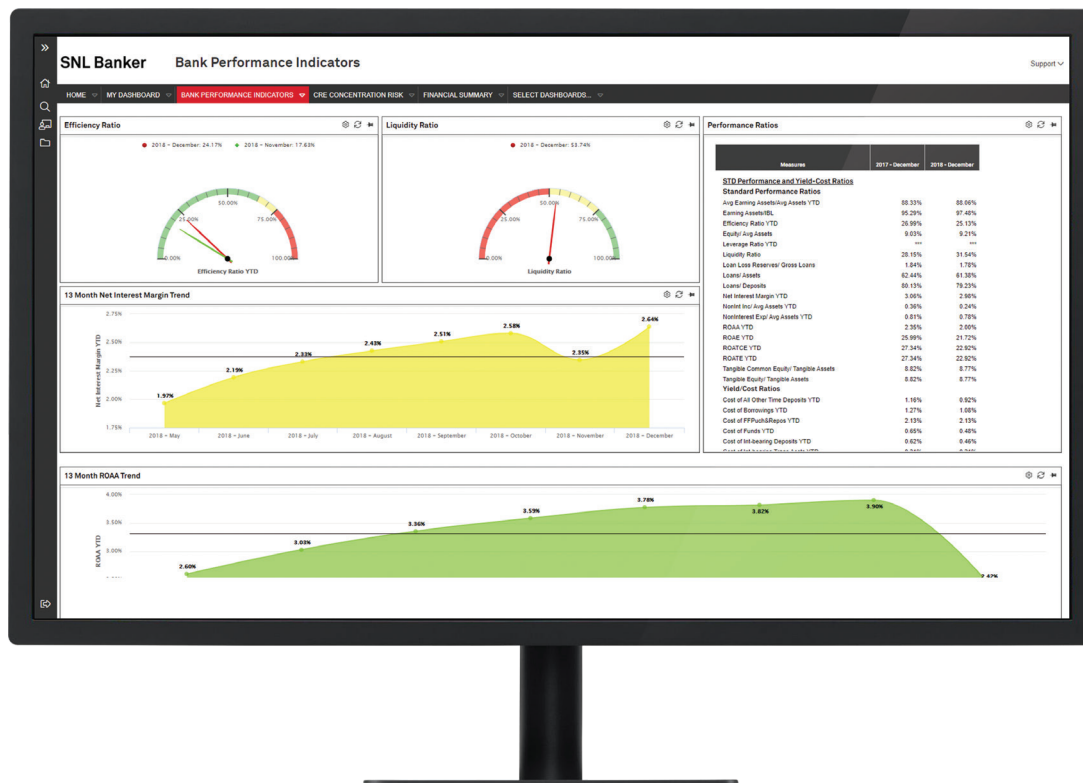 SNL Banker Bank Performance Indicators
Support
HOME MY DASHBOARD BANK PERFORMANCE INDICATORS CRE CONCENTRATION RISK FINANCIAL SUMMARY SELECT DASHBOARDS...
Efficiency Ratio
2018 - December: 24.17% 2018 - November: 17.63%
0.00% 25.00% 50.00% 75.00% 100.00%
Efficiency Ratio YTD
Liquidity Ratio
2018 - December: 53.74%
0.00% 25.00% 50.00% 75.00% 100.00%
Liquidity Ratio
Performance Ratios
Measures 2017 - December 2018 - December
STD Performance and Yield-Cost Ratios
Standard Performance Ratios
Avg Earning Assets/Avg Assets YTD 88.33% 88.06%
Earning Assets/IBL 95.29% 97.48%
Efficiency Ratio YTD 26.99% 25.13%
Equity/ Avg Assets 9.03% 9.21%
Leverage Ratio YTD *** ***
Liquidity Ratio 28.15% 31.54%
Loan Loss Reserves/ Gross Loans 1.84% 1.78%
Loans/ Assets 62.44% 61.38%
Loans/ Deposits 80.13% 79.23%
Net Interest Margin YTD 3.06% 2.98%
NonInt Inc/ Avg Assets YTD 0.36% 0.24%
NonInterest Exp/ Avg Assets YTD 0.81% 0.78%
ROAA YTD 2.35% 2.00%
ROAE YTD 25.99% 21.72%
ROATCE YTD 27.34% 22.92%
ROATE YTD 27.34% 22.92%
Tangible Common Equity/ Tangible Assets 8.82% 8.77%
Tangible Equity/ Tangible Assets 8.82% 8.77%
Yield/Cost Ratios
Cost of All Other Time Deposits YTD 1.16% 0.92%
Cost of Borrowings YTD 1.27% 1.08%
Cost of FFPuch&Repos YTD 2.13% 2.13%
Cost of Funds YTD 0.65% 0.48%
Cost of Int-bearing Deposits YTD 0.62% 0.46%
13 Month Net Interest Margin Trend
Net Interest Margin YTD
2.75%
2.50%
2.25%
2.00%
1.75%
1.97% 2.19% 2.33% 2.43% 2.51% 2.58% 2.35% 2.64%
2018 - May 2018 - June 2018 - July 2018 - August 2018 - September 2018 - October 2018 - November 2018 - December
13 Month ROAA Trend
ROAA YTD
4.00%
3.50%
3.00%
2.60% 3.03% 3.36% 3.59% 3.78% 3.82% 3.90%